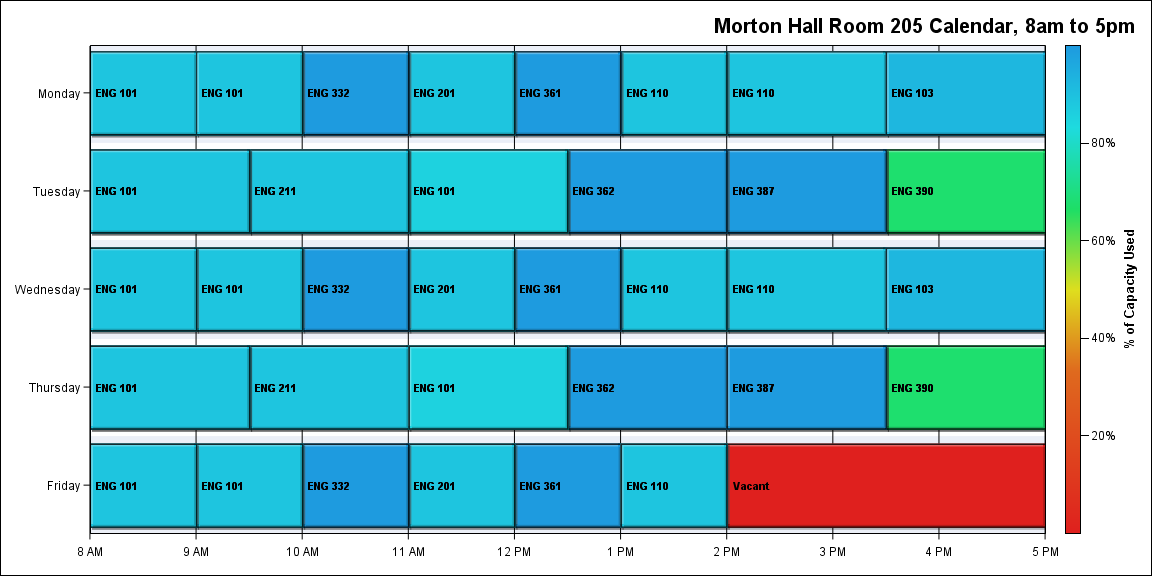 Morton Hall Room 205 Calendar, 8am to 5pm
Monday ENG 101 ENG 101 ENG 332 ENG 201 ENG 361 ENG 110 ENG 110 ENG 103
80%
Tuesday ENG 101 ENG 211 ENG 101 ENG 362 ENG 387 ENG 390
60%
% of Capacity Used
Wednesday ENG 101 ENG 101 ENG 332 ENG 201 ENG 361 ENG 110 ENG 110 ENG 103
40%
Thursday ENG 101 ENG 211 ENG 101 ENG 362 ENG 387 ENG 390
20%
Friday ENG 101 ENG 101 ENG 332 ENG 201 ENG 361 ENG 110 Vacant
8 AM 9 AM 10 AM 11 AM 12 PM 1 PM 2 PM 3 PM 4 PM 5 PM